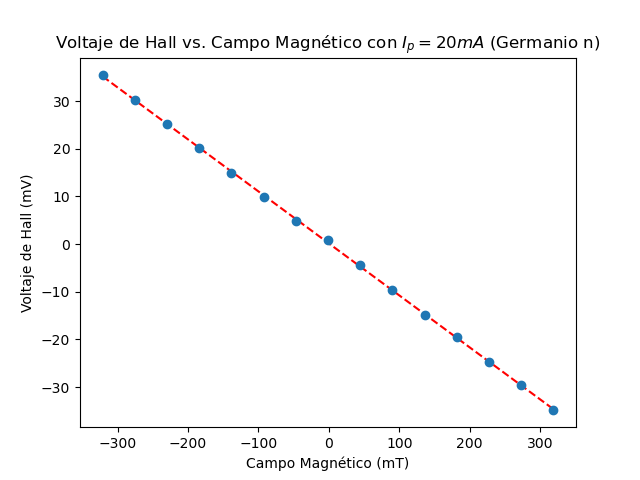 Voltaje de Hall vs. Campo Magnético con $I_p = 20mA$ (Germanio n)
Voltaje de Hall (mV)
30
20
10
0
−10
−20
−30
−300 −200 −100 0 100 200 300
Campo Magnético (mT)